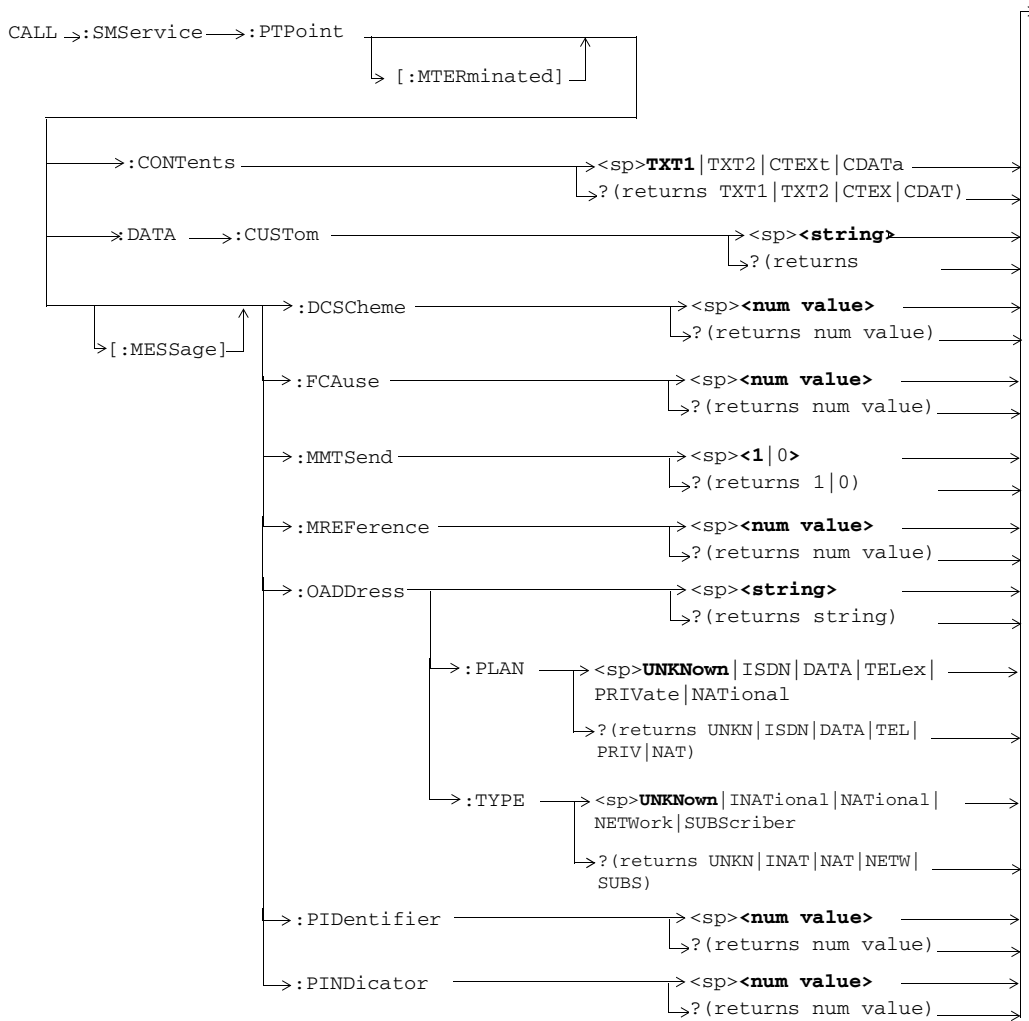 CALL :SMService :PTPoint
[:MTERminated]
:CONTents <sp>TXT1|TXT2|CTEXt|CDATa
?(returns TXT1|TXT2|CTEX|CDAT)
:DATA :CUSTom <sp><string>
?(returns
:DCSCheme <sp><num value>
?(returns num value)
[:MESSage]
:FCAuse <sp><num value>
?(returns num value)
:MMTSend <sp><1|0>
?(returns 1|0)
:MREFerence <sp><num value>
?(returns num value)
:OADDress <sp><string>
?(returns string)
:PLAN <sp>UNKNown|ISDN|DATA|TELex|
PRIVate|NATional
?(returns UNKN|ISDN|DATA|TEL|
PRIV|NAT)
:TYPE <sp>UNKNown|INATional|NATional|
NETWork|SUBScriber
?(returns UNKN|INAT|NAT|NETW|
SUBS)
:PIDentifier <sp><num value>
?(returns num value)
:PINDicator <sp><num value>
?(returns num value)